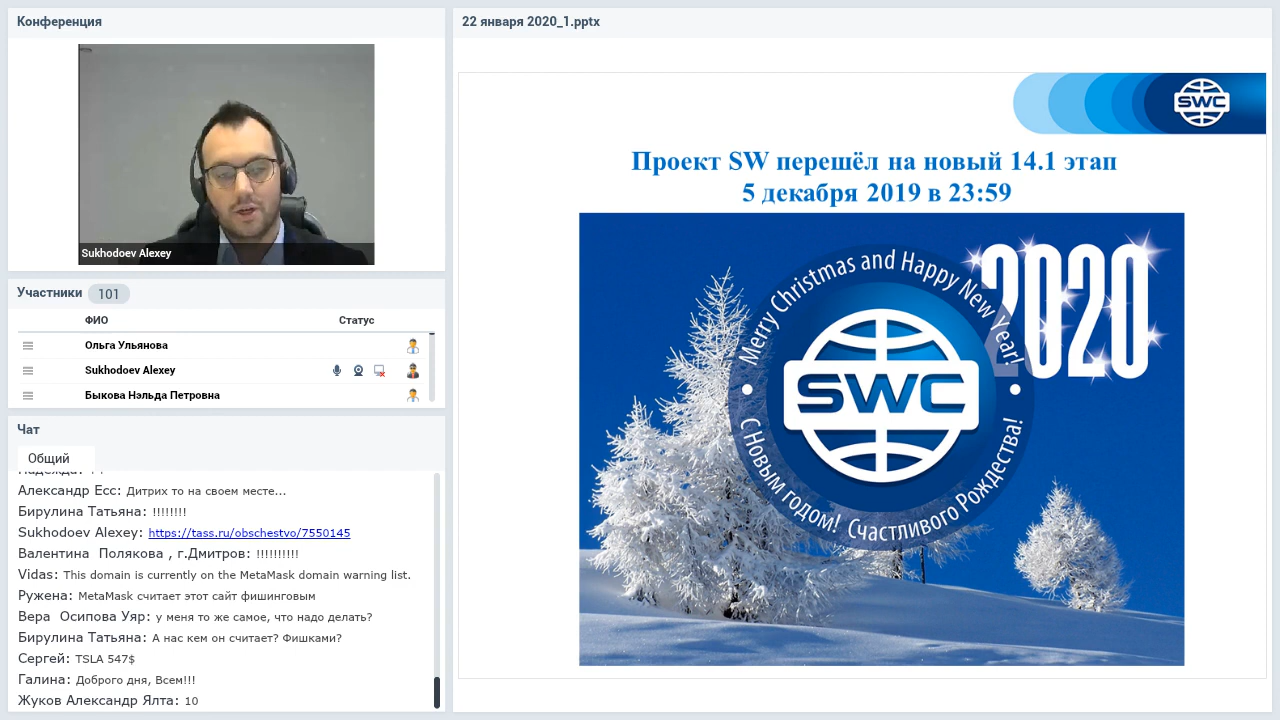 Конференция
Sukhodoev Alexey
Участники 101
ФИО Статус
Ольга Ульянова
Sukhodoev Alexey
Быкова Нэльда Петровна
Чат
Общий
Александр Есс: Дитрих то на своем месте...
Бирулина Татьяна: !!!!!!!!
Sukhodoev Alexey: https://tass.ru/obschestvo/7550145
Валентина Полякова , г.Дмитров: !!!!!!!!!!
Vidas: This domain is currently on the MetaMask domain warning list.
Ружена: MetaMask считает этот сайт фишинговым
Вера Осипова Уяр: у меня то же самое, что надо делать?
Бирулина Татьяна: А нас кем он считает? Фишками?
Сергей: TSLA 547$
Галина: Доброго дня, Всем!!!
Жуков Александр Ялта: 10
22 января 2020_1.pptx
SWC
Проект SW перешёл на новый 14.1 этап
5 декабря 2019 в 23:59
2020
Merry Christmas and Happy New Year!
SWC
С Новым годом! Счастливого Рождества!